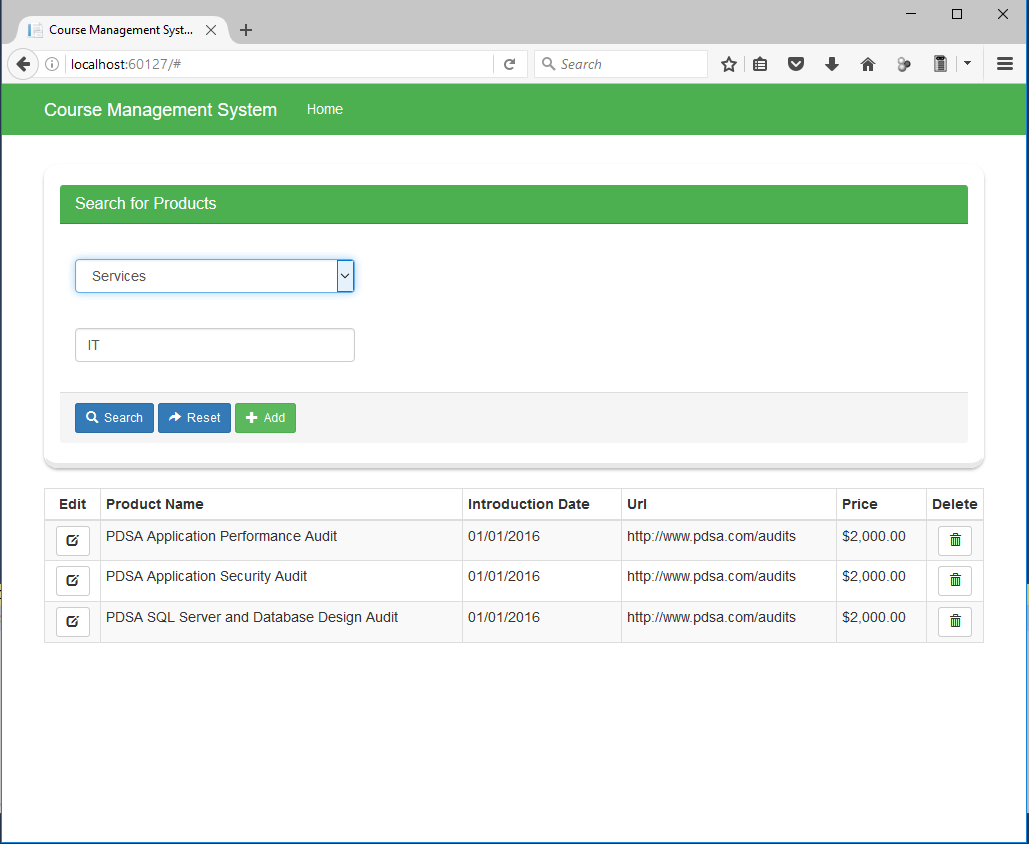 Course Management Syst...
localhost:60127/#
Search
Course Management System Home
Search for Products
Services
IT
Search Reset Add
Edit Product Name Introduction Date Url Price Delete
PDSA Application Performance Audit 01/01/2016 http://www.pdsa.com/audits $2,000.00
PDSA Application Security Audit 01/01/2016 http://www.pdsa.com/audits $2,000.00
PDSA SQL Server and Database Design Audit 01/01/2016 http://www.pdsa.com/audits $2,000.00